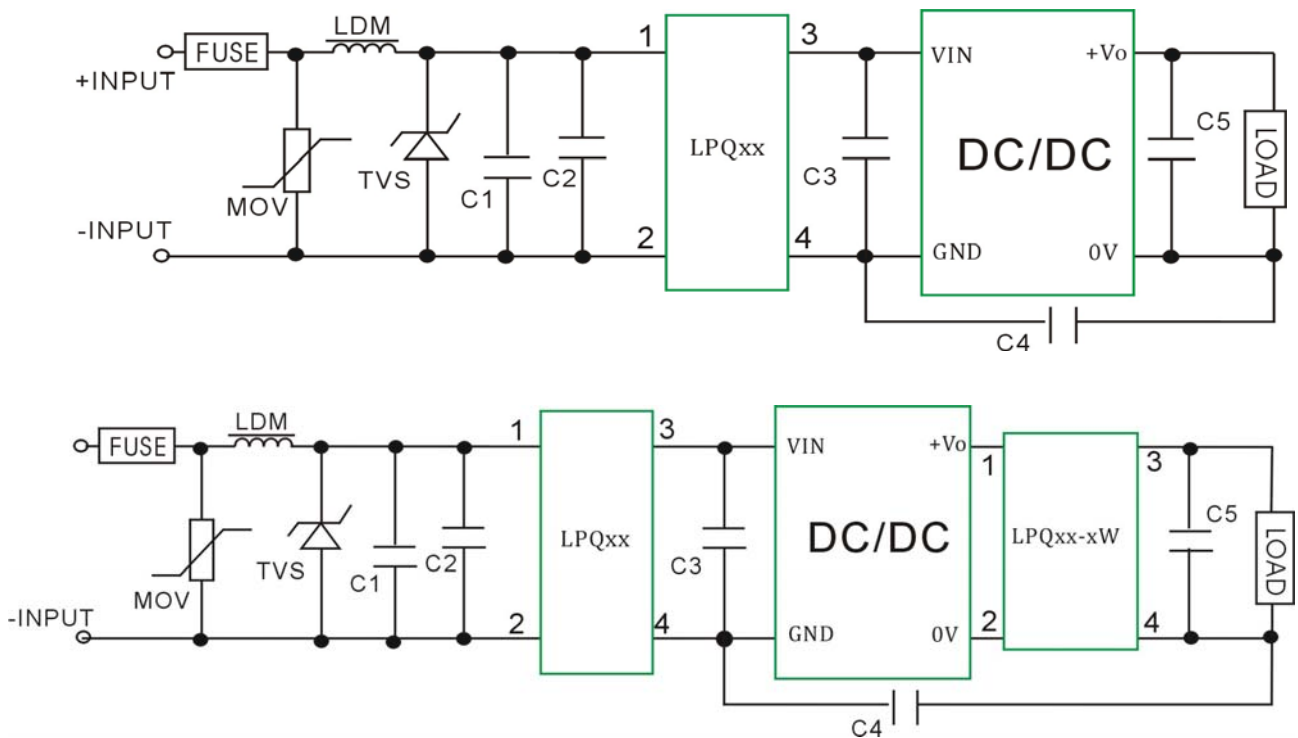 LDM
FUSE
+INPUT
1
3
VIN
+Vo
MOV
TVS
C1
C2
LPQxx
C3
DC/DC
C5
LOAD
-INPUT
2
4
GND
0V
C4
LDM
FUSE
1
3
VIN
+Vo
1
3
MOV
TVS
C1
C2
LPQxx
C3
DC/DC
LPQxx-xW
C5
LOAD
-INPUT
2
4
GND
0V
2
4
C4